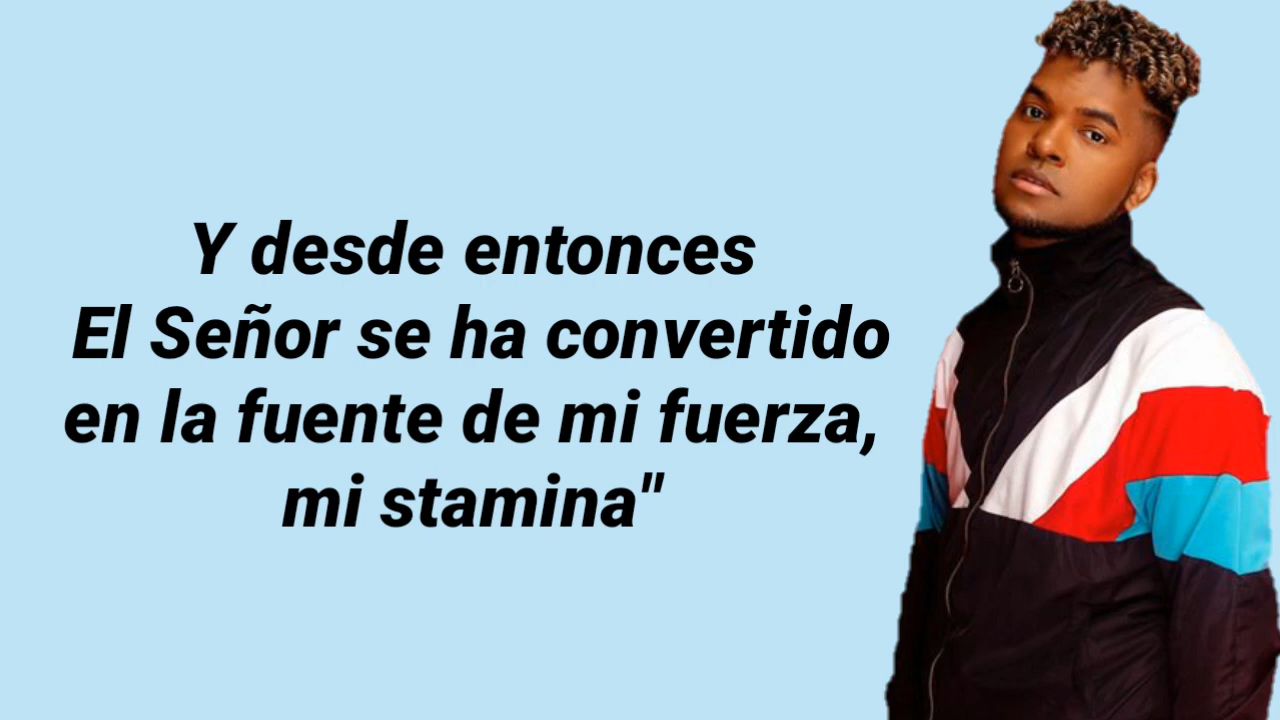 Y desde entonces
El Señor se ha convertido
en la fuente de mi fuerza,
mi stamina"